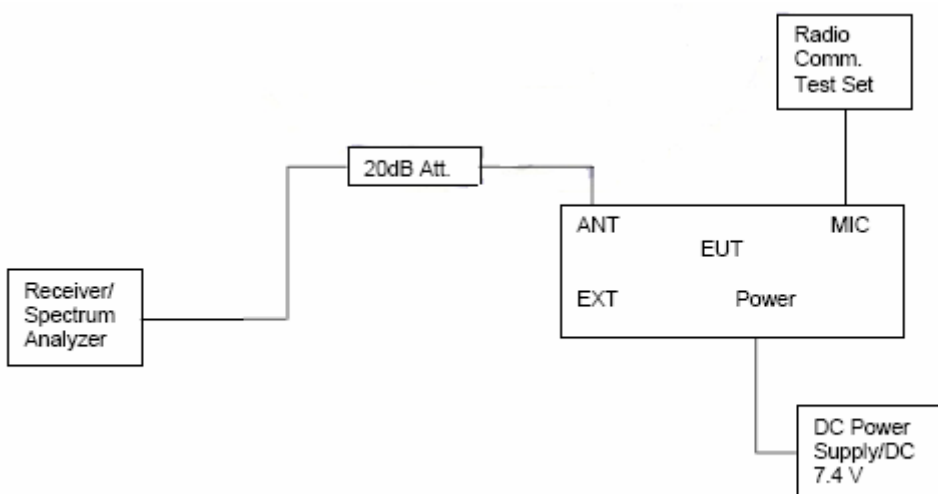 Radio
Comm.
Test Set
20dB Att.
ANT
MIC
EUT
EXT
Power
Receiver/
Spectrum
Analyzer
DC Power
Supply/DC
7.4 V